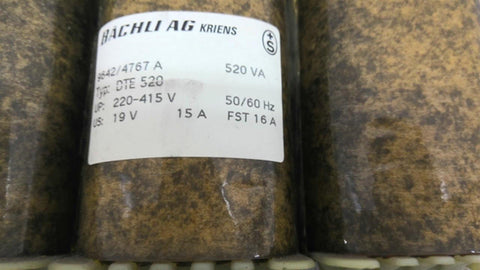 BÄCHLI AG KRIENS
9642/4767 A 520 VA
Typ: DTE 520
UP: 220-415 V 50/60 Hz
US: 19 V 15 A FST 16 A
+S